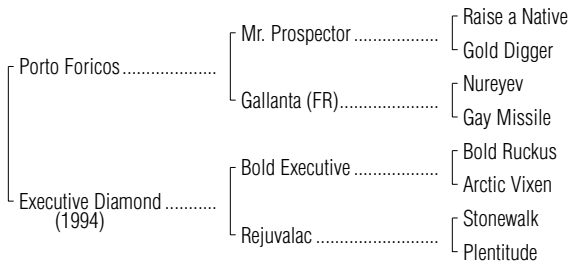 Raise a Native
Mr. Prospector ....................
Gold Digger
Porto Foricos .....................
Nureyev
Gallanta (FR) .......................
Gay Missile
Bold Ruckus
Bold Executive ....................
Arctic Vixen
Executive Diamond ...........
(1994)
Stonewalk
Rejuvalac .............................
Plentitude